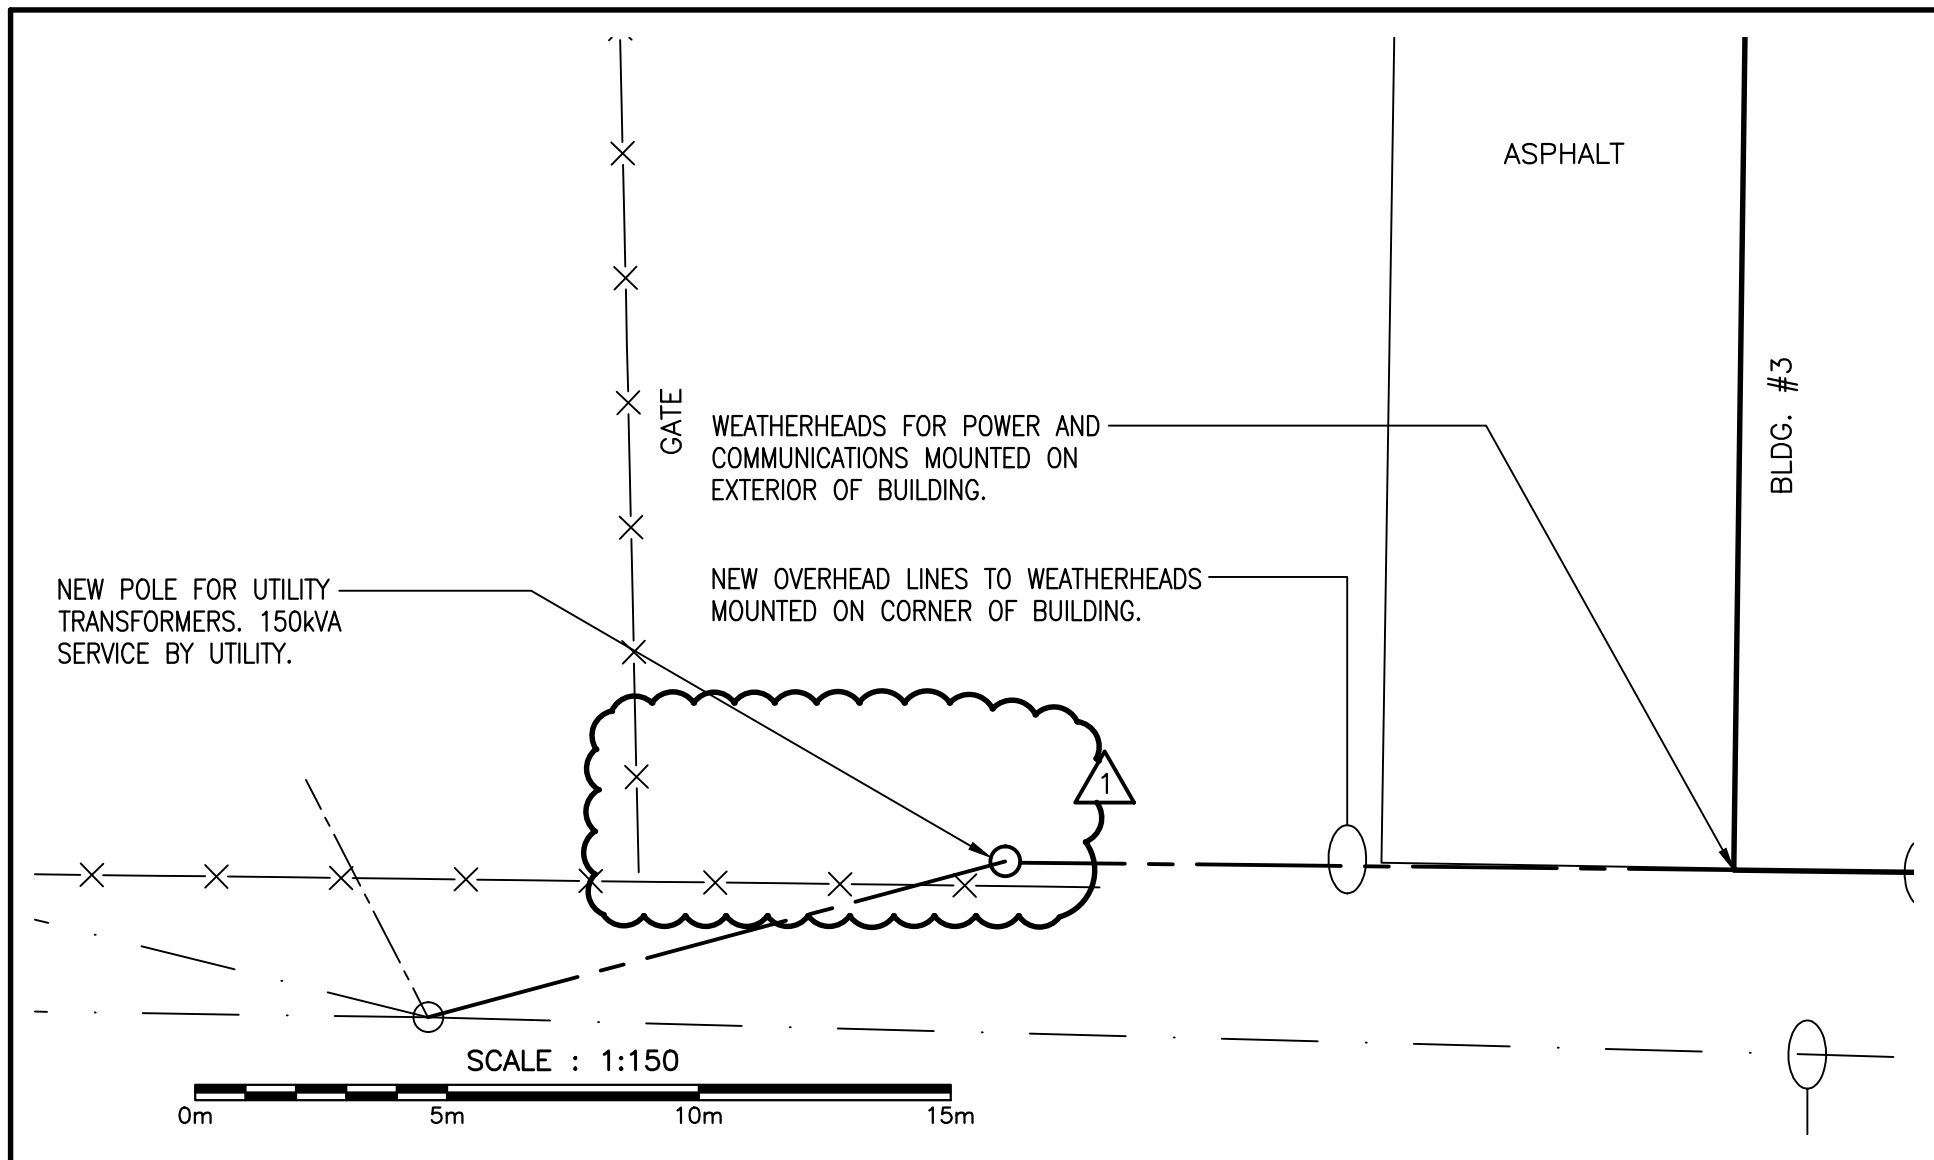 ASPHALT
BLDG. #3
GATE
WEATHERHEADS FOR POWER AND
COMMUNICATIONS MOUNTED ON
EXTERIOR OF BUILDING.
NEW OVERHEAD LINES TO WEATHERHEADS
MOUNTED ON CORNER OF BUILDING.
NEW POLE FOR UTILITY
TRANSFORMERS. 150kVA
SERVICE BY UTILITY.
1
SCALE : 1:150
0m 5m 10m 15m